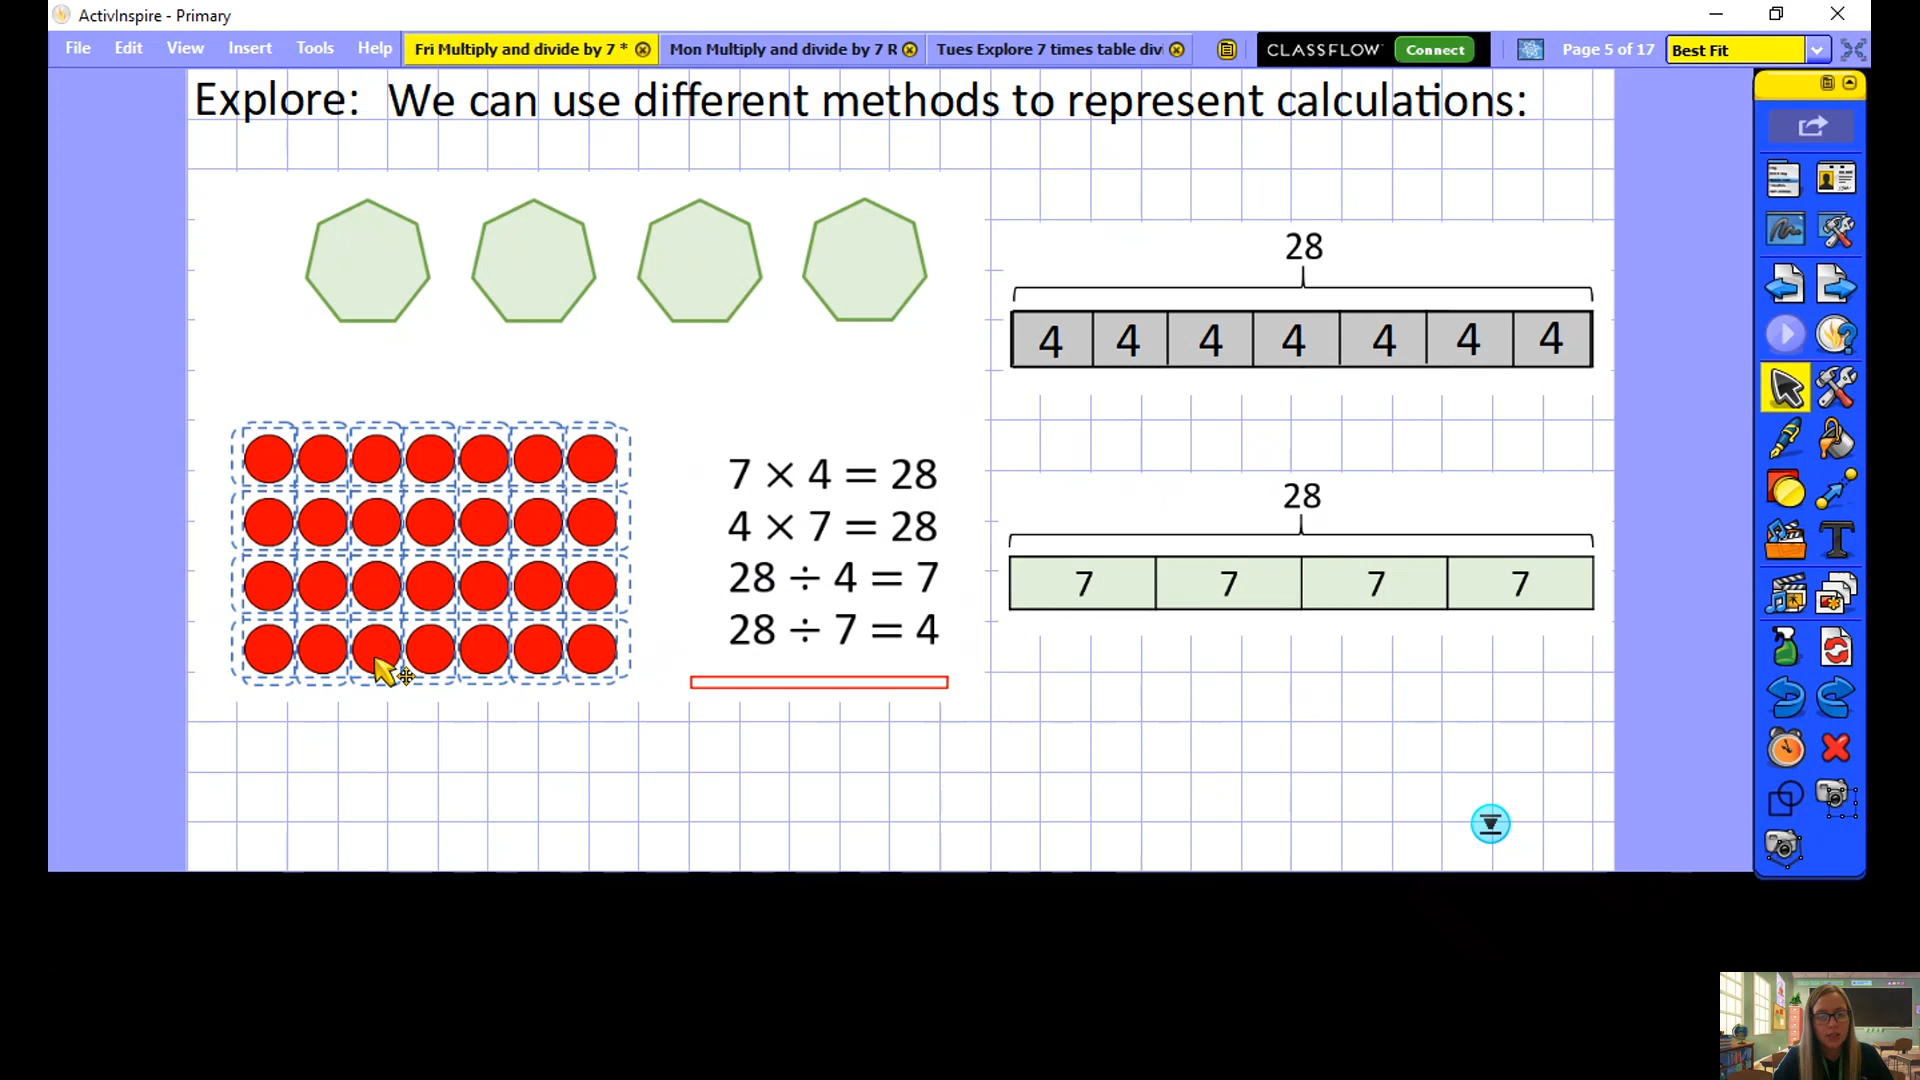 ActivInspire - Primary
File Edit View Insert Tools Help Fri Multiply and divide by 7 * Mon Multiply and divide by 7 R Tues Explore 7 times table divi CLASSFLOW Connect Page 5 of 17 Best Fit
Explore: We can use different methods to represent calculations:
28
4 4 4 4 4 4 4
7 × 4 = 28
4 × 7 = 28
28 ÷ 4 = 7
28 ÷ 7 = 4
28
7 7 7 7